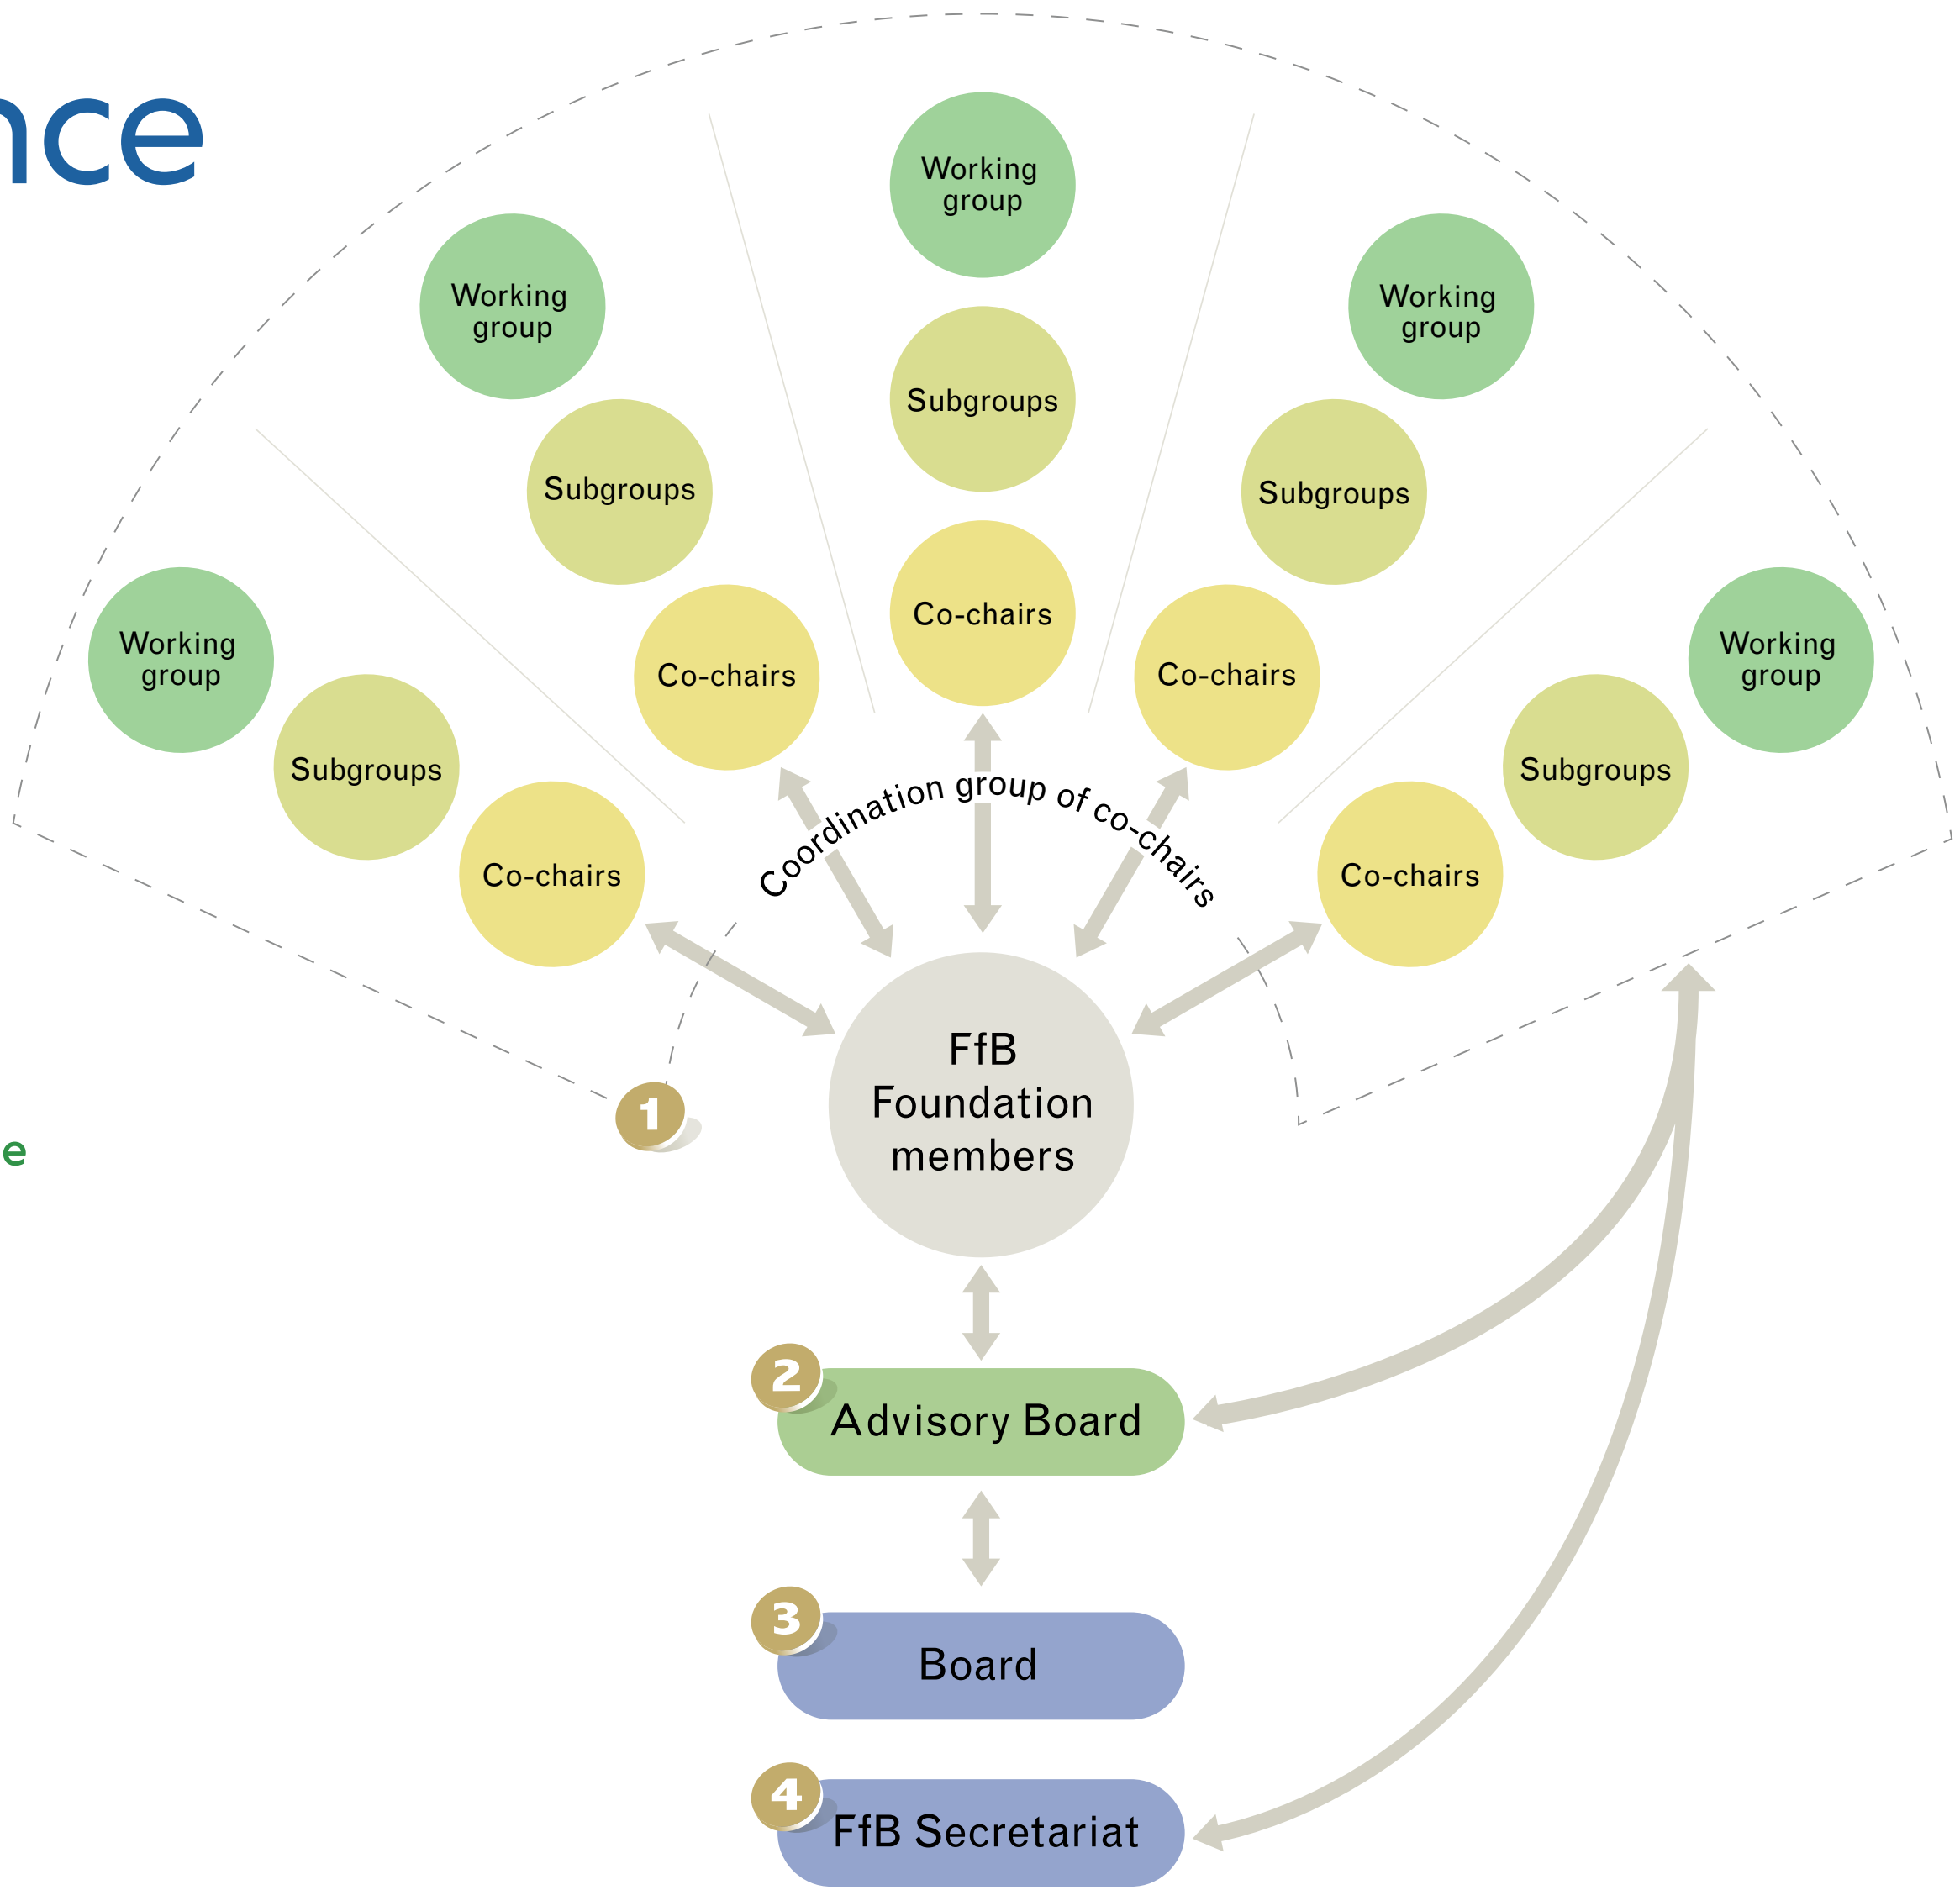 nce
Working
group
Working
group
Working
group
Subgroups
Subgroups
Subgroups
Co-chairs
Working
group
Working
group
Co-chairs
Co-chairs
Subgroups
Subgroups
Co-chairs
Co-chairs
Coordination group of co-chairs
FfB
Foundation
members
1
e
2
Advisory Board
3
Board
4
FfB Secretariat